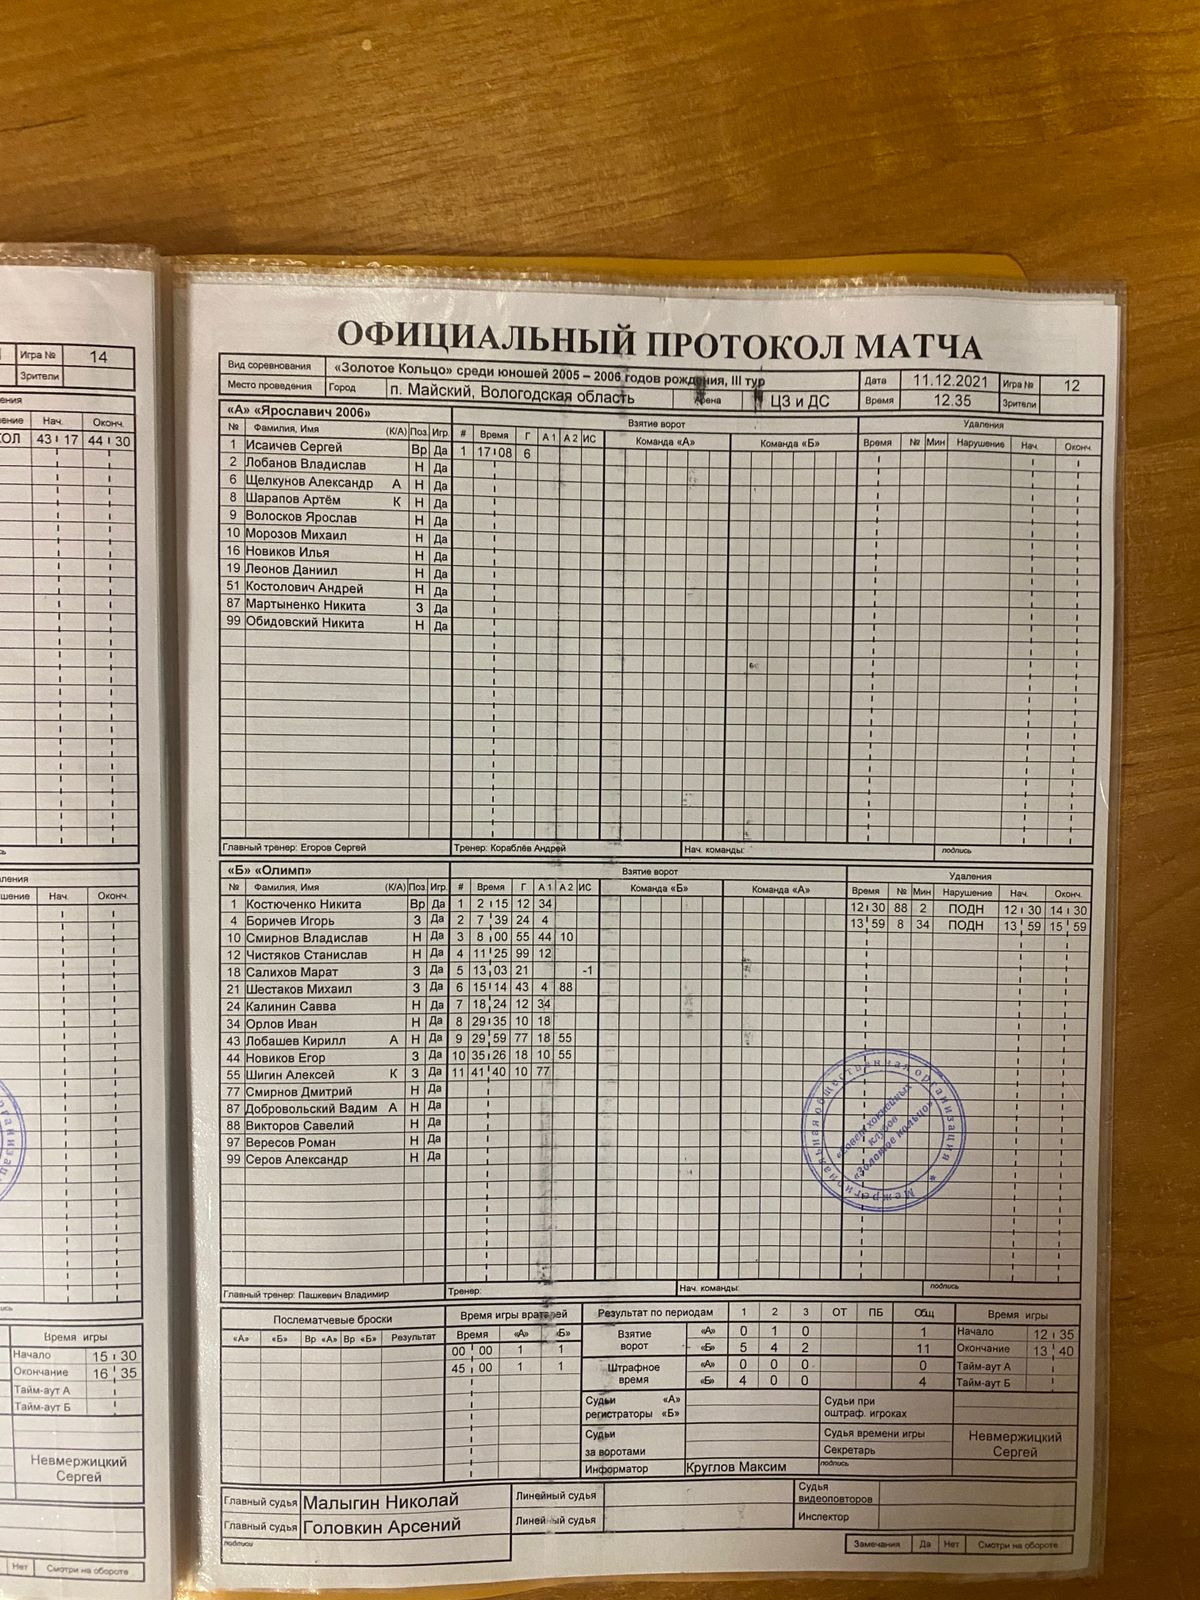 ОФИЦИАЛЬНЫЙ ПРОТОКОЛ МАТЧА
Вид соревнования «Золотое Кольцо» среди юношей 2005 – 2006 годов рождения, III тур Дата 11.12.2021 Игра № 12
Место проведения Город п. Майский, Вологодская область Арена ЦЗ и ДС Время 12.35 Зрители
«А» «Ярославич 2006» Взятие ворот Удаления
№ Фамилия, Имя (К/А) Поз. Игр. # Время Г А 1 А 2 ИС Команда «А» Команда «Б» Время № Мин Нарушение Нач. Оконч.
1 Исаичев Сергей Вр Да 1 17 08 6
2 Лобанов Владислав Н Да
6 Щелкунов Александр А Н Да
8 Шарапов Артём К Н Да
9 Волосков Ярослав Н Да
10 Морозов Михаил Н Да
16 Новиков Илья Н Да
19 Леонов Даниил Н Да
51 Костолович Андрей Н Да
87 Мартыненко Никита З Да
99 Обидовский Никита Н Да
Главный тренер: Егоров Сергей Тренер: Кораблёв Андрей Нач. команды: подпись
«Б» «Олимп» Взятие ворот Удаления
№ Фамилия, Имя (К/А) Поз. Игр. # Время Г А 1 А 2 ИС Команда «Б» Команда «А» Время № Мин Нарушение Нач. Оконч.
1 Костюченко Никита Вр Да 1 2 15 12 34 12 30 88 2 ПОДН 12 30 14 30
4 Боричев Игорь З Да 2 7 39 24 4 13 59 8 34 ПОДН 13 59 15 59
10 Смирнов Владислав Н Да 3 8 00 55 44 10
12 Чистяков Станислав Н Да 4 11 25 99 12
18 Салихов Марат З Да 5 13 03 21 -1
21 Шестаков Михаил З Да 6 15 14 43 4 88
24 Калинин Савва Н Да 7 18 24 12 34
34 Орлов Иван Н Да 8 29 35 10 18
43 Лобашев Кирилл А Н Да 9 29 59 77 18 55
44 Новиков Егор З Да 10 35 26 18 10 55
55 Шигин Алексей К З Да 11 41 40 10 77
77 Смирнов Дмитрий Н Да
87 Добровольский Вадим А Н Да
88 Викторов Савелий Н Да
97 Вересов Роман Н Да
99 Серов Александр Н Да
Межрегиональная общественная организация
«Совет хоккейных
клубов
«Золотое кольцо»
Главный тренер: Пашкевич Владимир Тренер: Нач. команды: подпись
Послематчевые броски Время игры вратарей Результат по периодам 1 2 3 ОТ ПБ Общ Время игры
«А» «Б» Вр «А» Вр «Б» Результат Время «А» «Б» Взятие ворот «А» 0 1 0 1 Начало 12 35
00 00 1 1 «Б» 5 4 2 11 Окончание 13 40
45 00 1 1 Штрафное время «А» 0 0 0 0 Тайм-аут А
«Б» 4 0 0 4 Тайм-аут Б
Судьи регистраторы «А» «Б» Судьи при оштраф. игроках
Судьи за воротами Судья времени игры Невмержицкий Сергей
Секретарь
Информатор Круглов Максим подпись
Главный судья Малыгин Николай Линейный судья Судья видеоповторов
Главный судья Головкин Арсений Линейный судья Инспектор
подписи Замечания Да Нет Смотри на обороте
Игра № 14
Зрители
Нач. Оконч.
43 17 44 30
Нач. Оконч.
Время игры
Начало 15 30
Окончание 16 35
Тайм-аут А
Тайм-аут Б
Невмержицкий
Сергей
Нет Смотри на обороте